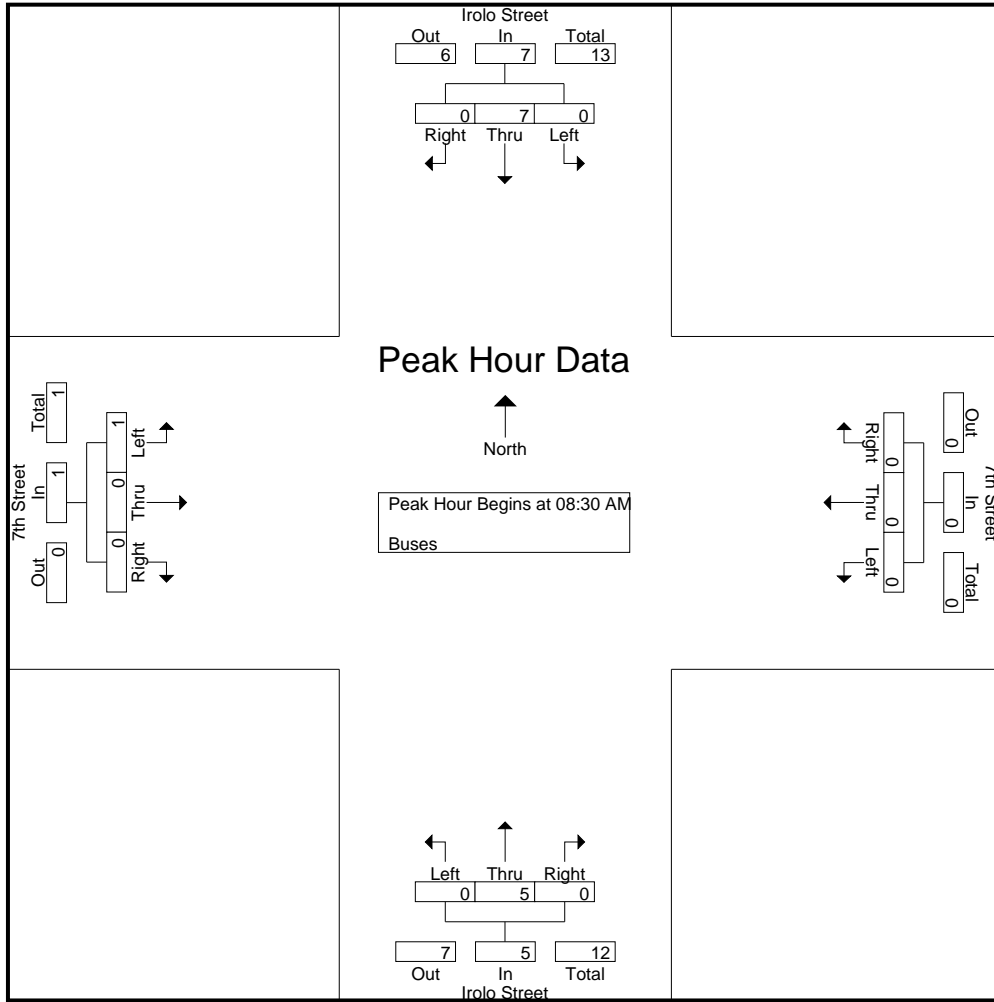 Irolo Street
Out In Total
6 7 13
0 7 0
Right Thru Left
Peak Hour Data
North
Peak Hour Begins at 08:30 AM
Buses
7th Street
Total In Out
1 1 0
1 0 0
Left Thru Right
Right Thru Left
0 0 0
0 0 0
Out In Total
7th Street
Left Thru Right
0 5 0
7 5 12
Out In Total
Irolo Street